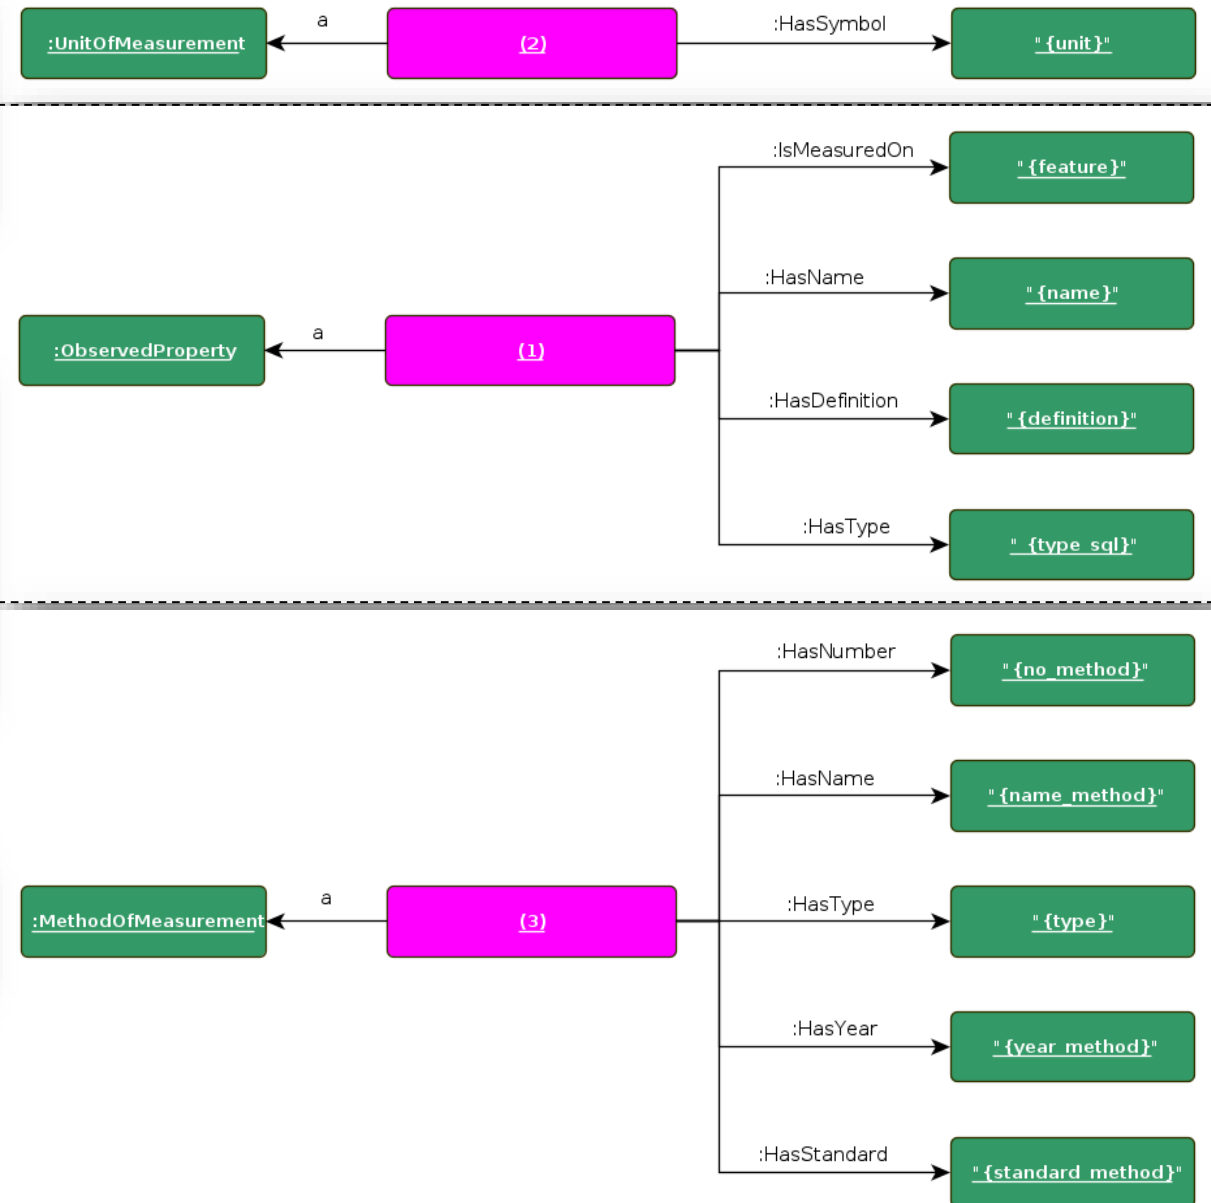 a
:HasSymbol
:UnitOfMeasurement
(2)
"{unit}"
:IsMeasuredOn
"{feature}"
:HasName
"{name}"
a
:ObservedProperty
(1)
:HasDefinition
"{definition}"
:HasType
" {type_sql}"
:HasNumber
"{no_method}"
:HasName
"{name_method}"
a
:HasType
:MethodOfMeasurement
(3)
"{type}"
:HasYear
"{year_method}"
:HasStandard
"{standard_method}"